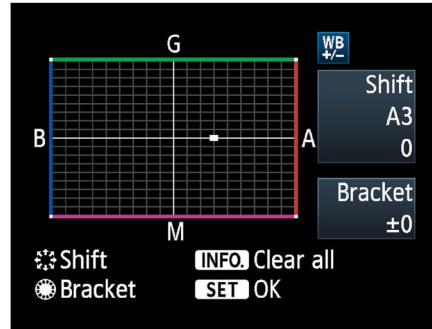 G
WB
+/-
Shift
A3
0
B
A
Bracket
±0
M
Shift
INFO. Clear all
Bracket
SET OK